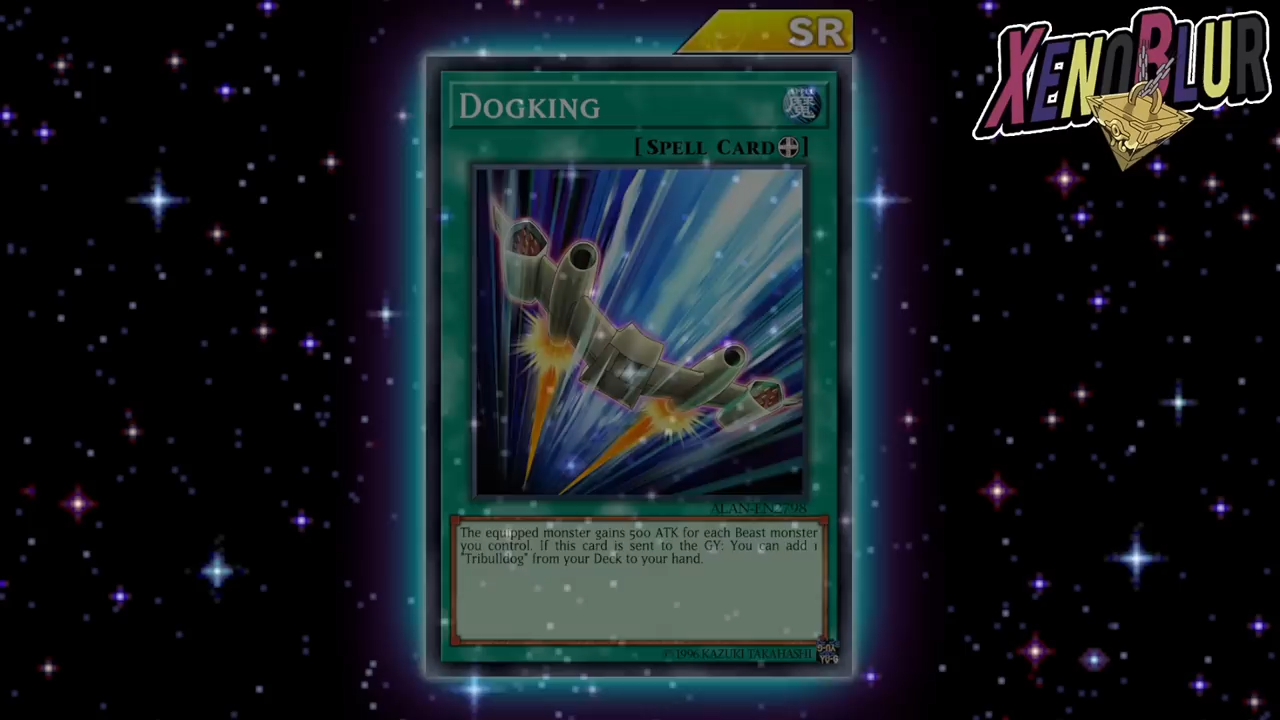 SR
XENOBLUR
DOGKING
魔
[ SPELL CARD ]
ALAN-EN2798
The equipped monster gains 500 ATK for each Beast monster
you control. If this card is sent to the GY: You can add 1
"Tribulldog" from your Deck to your hand.
©1996 KAZUKI TAKAHASHI